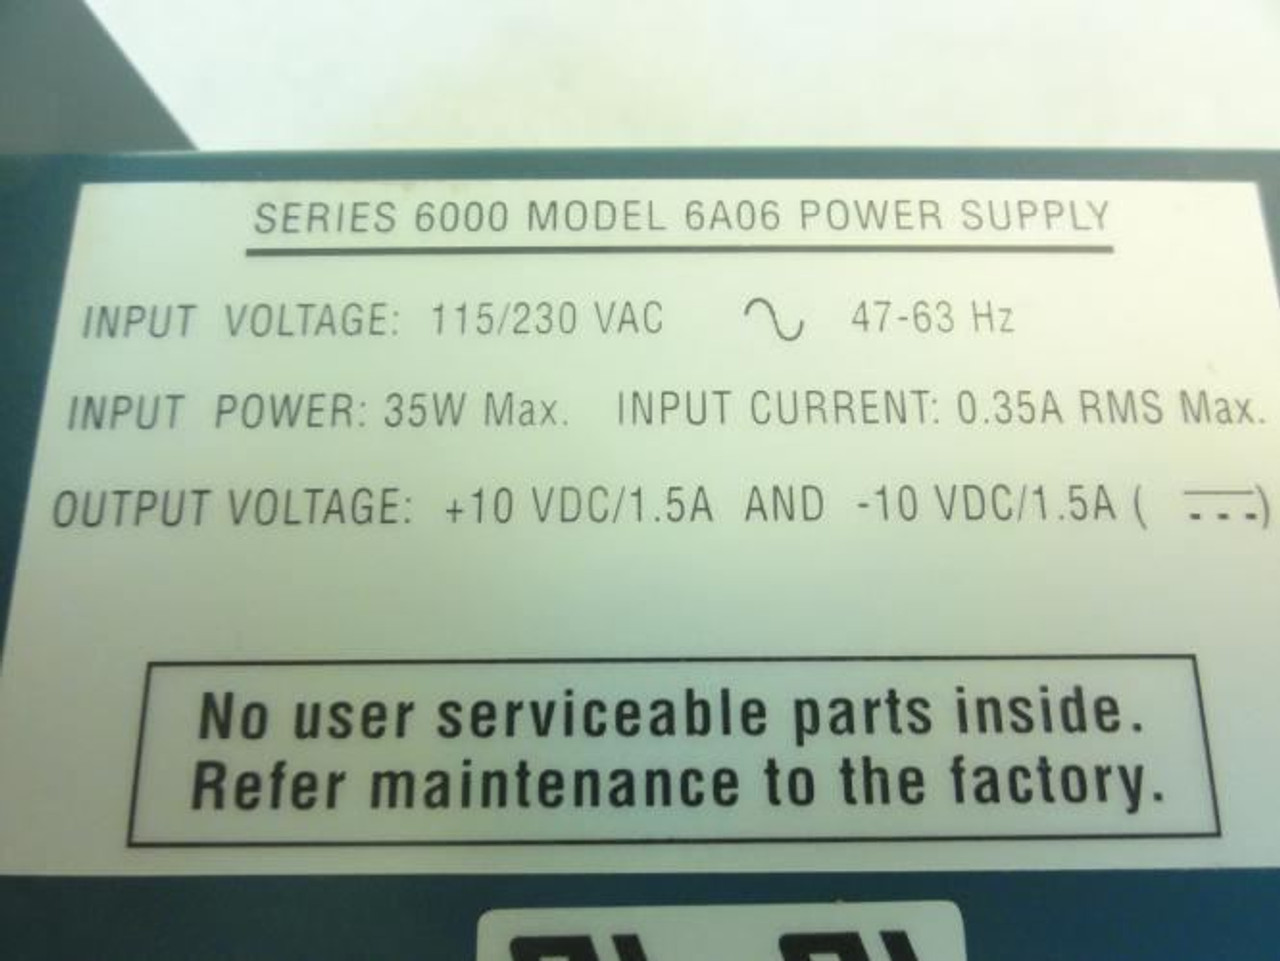 SERIES 6000 MODEL 6A06 POWER SUPPLY
INPUT VOLTAGE: 115/230 VAC 47-63 Hz
INPUT POWER: 35W Max. INPUT CURRENT: 0.35A RMS Max.
OUTPUT VOLTAGE: +10 VDC/1.5A AND -10 VDC/1.5A ( )
No user serviceable parts inside.
Refer maintenance to the factory.